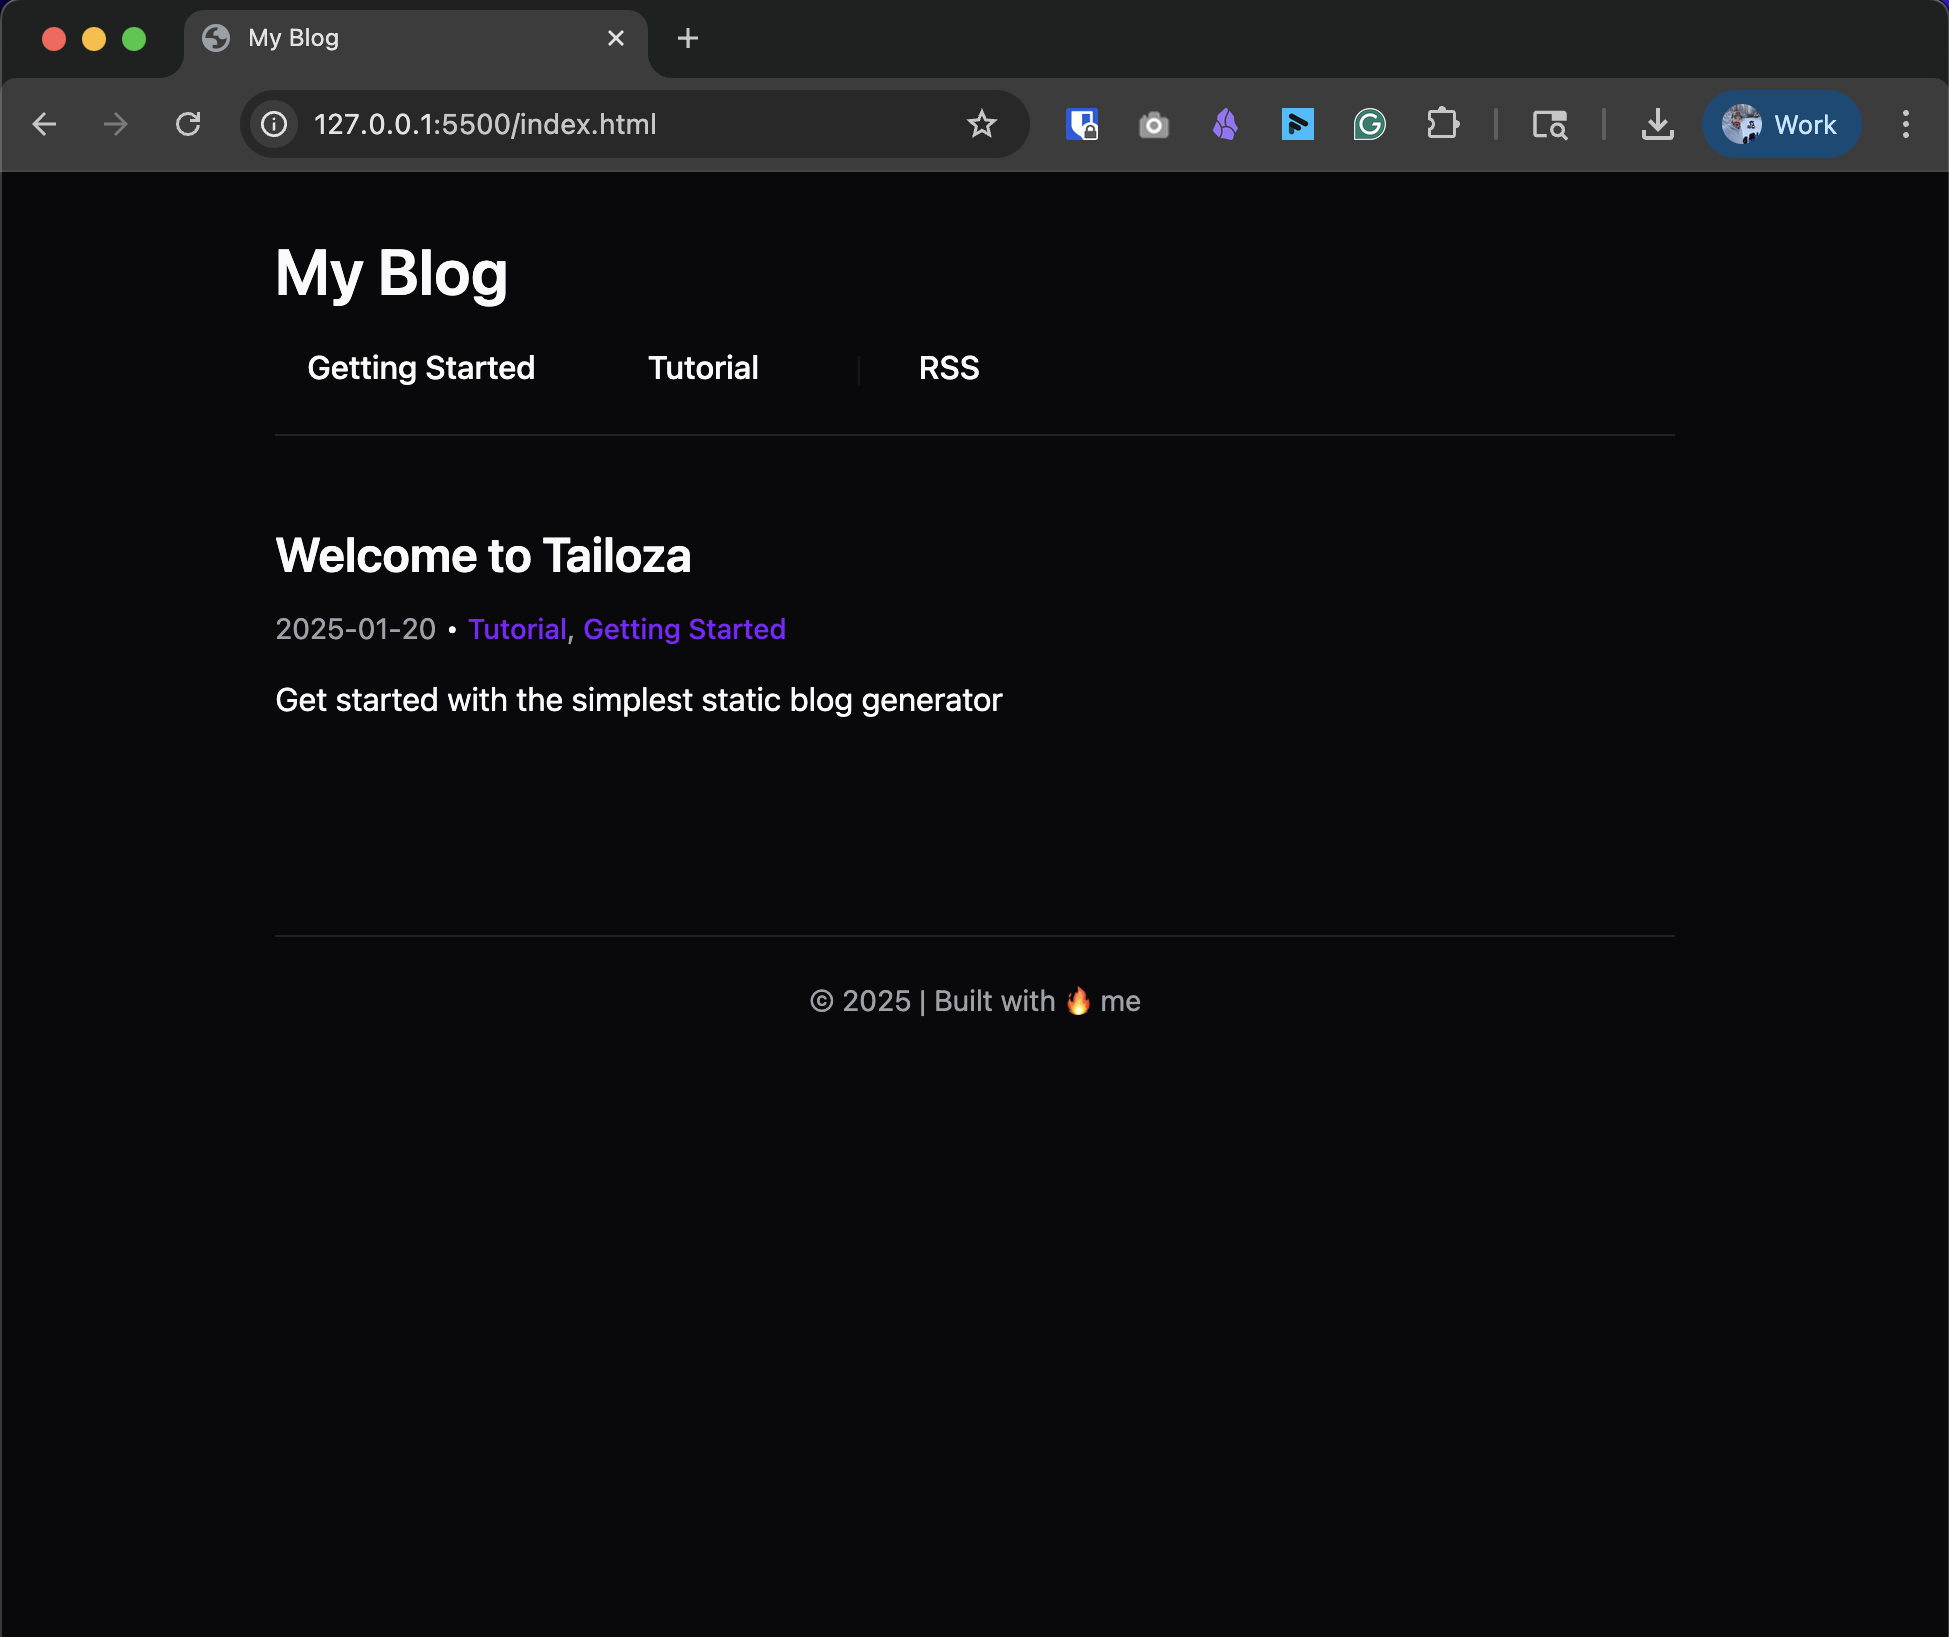 My Blog
127.0.0.1:5500/index.html
Work
My Blog
Getting Started Tutorial RSS
Welcome to Tailoza
2025-01-20 • Tutorial, Getting Started
Get started with the simplest static blog generator
© 2025 | Built with 🔥 me